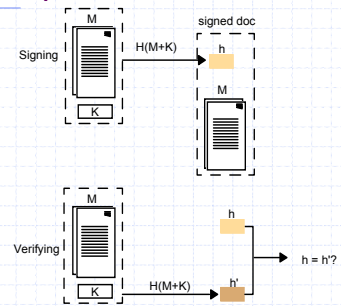 M
signed doc
Signing
H(M+K)
h
M
K
M
h
Verifying
h = h'?
K
H(M+K)
h'